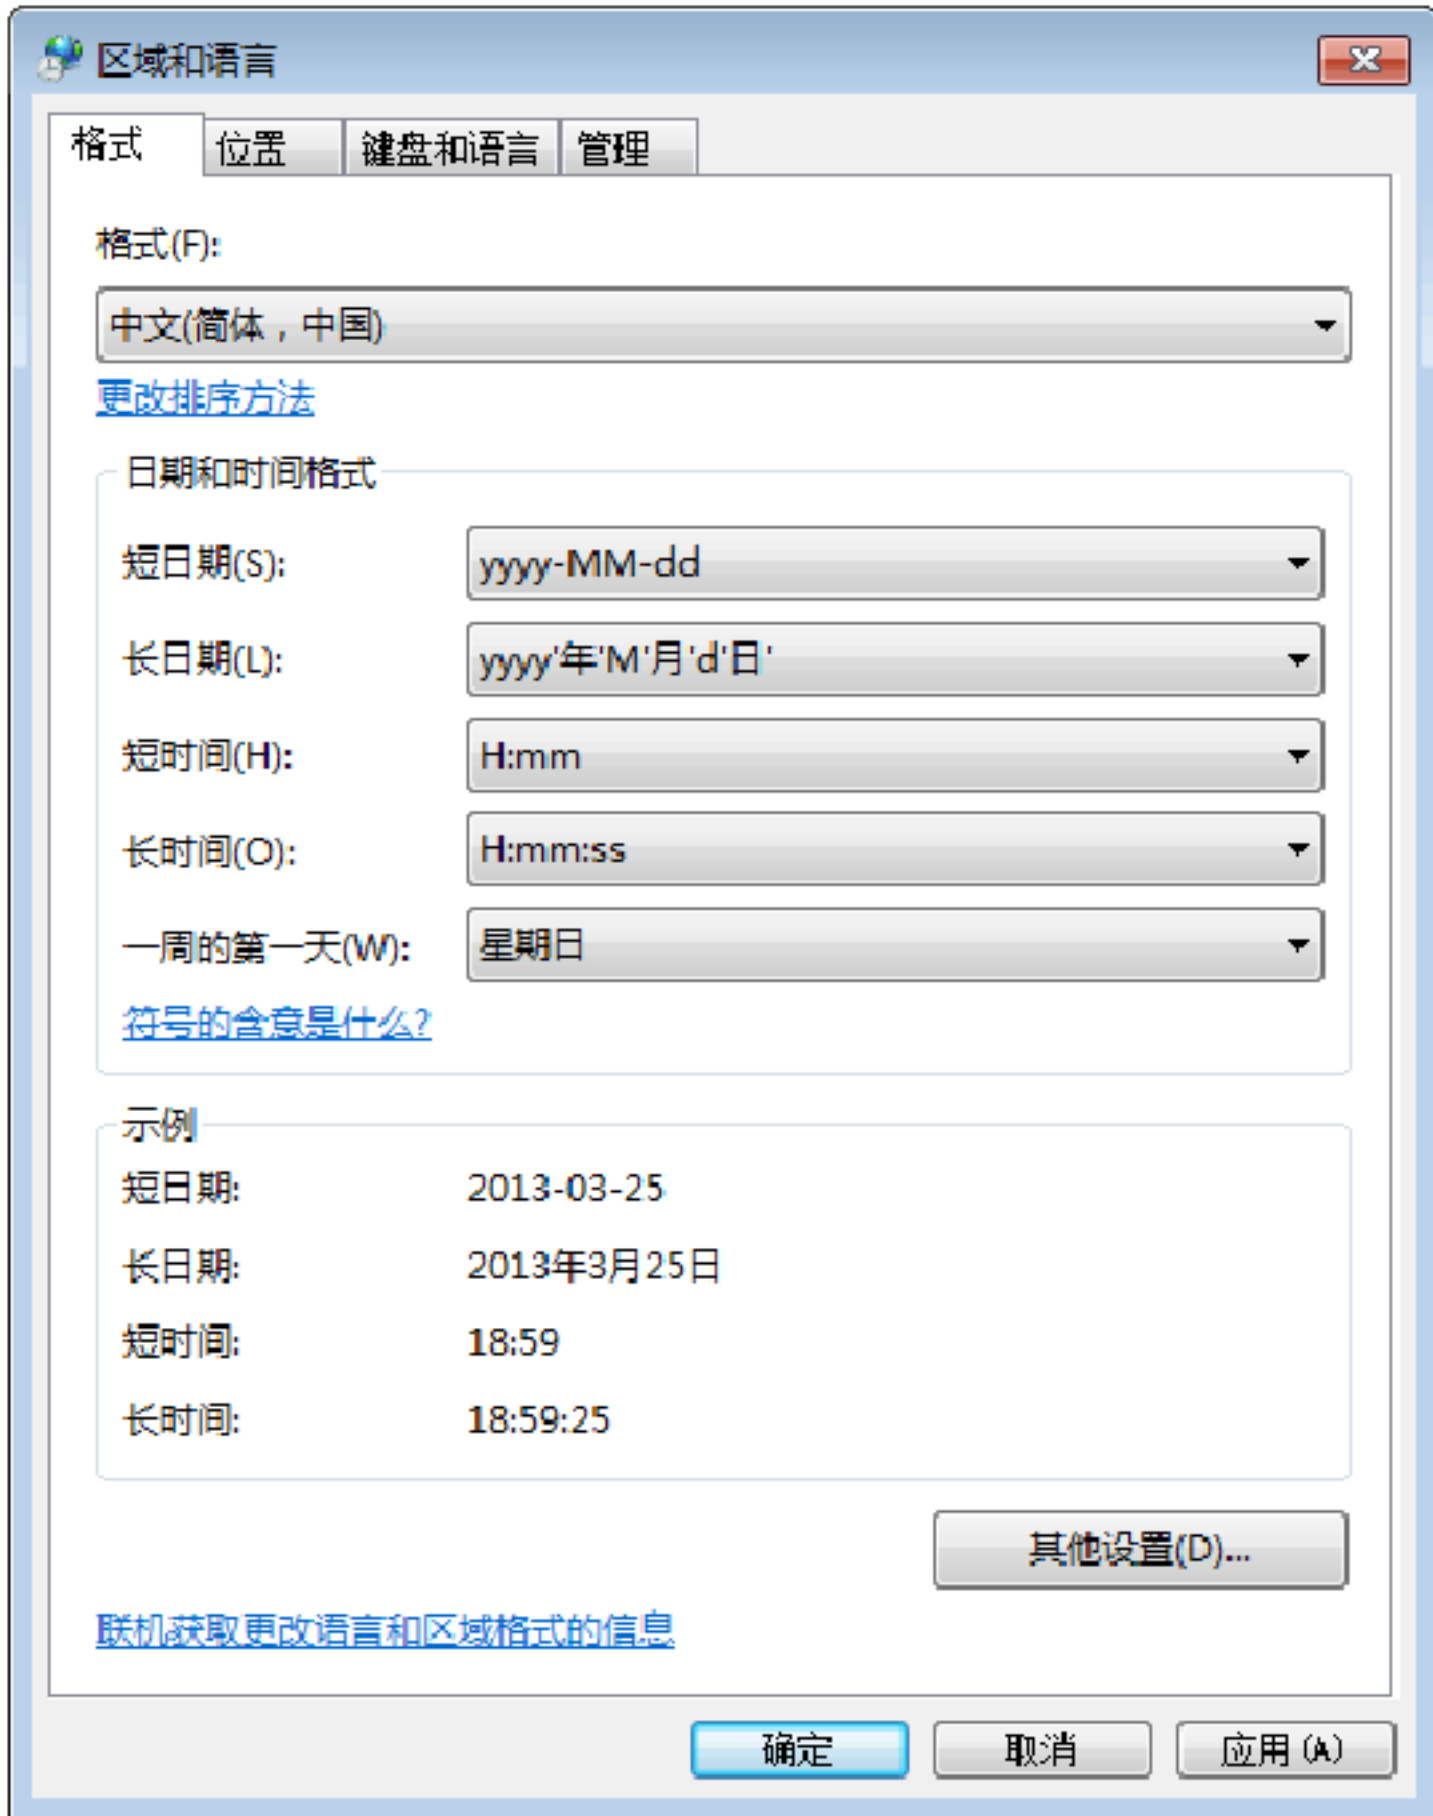 区域和语言
格式 位置 键盘和语言 管理
格式(F):
中文(简体，中国)
更改排序方法
日期和时间格式
短日期(S): yyyy-MM-dd
长日期(L): yyyy'年'M'月'd'日'
短时间(H): H:mm
长时间(O): H:mm:ss
一周的第一天(W): 星期日
符号的含意是什么?
示例
短日期: 2013-03-25
长日期: 2013年3月25日
短时间: 18:59
长时间: 18:59:25
其他设置(D)...
联机获取更改语言和区域格式的信息
确定 取消 应用(A)